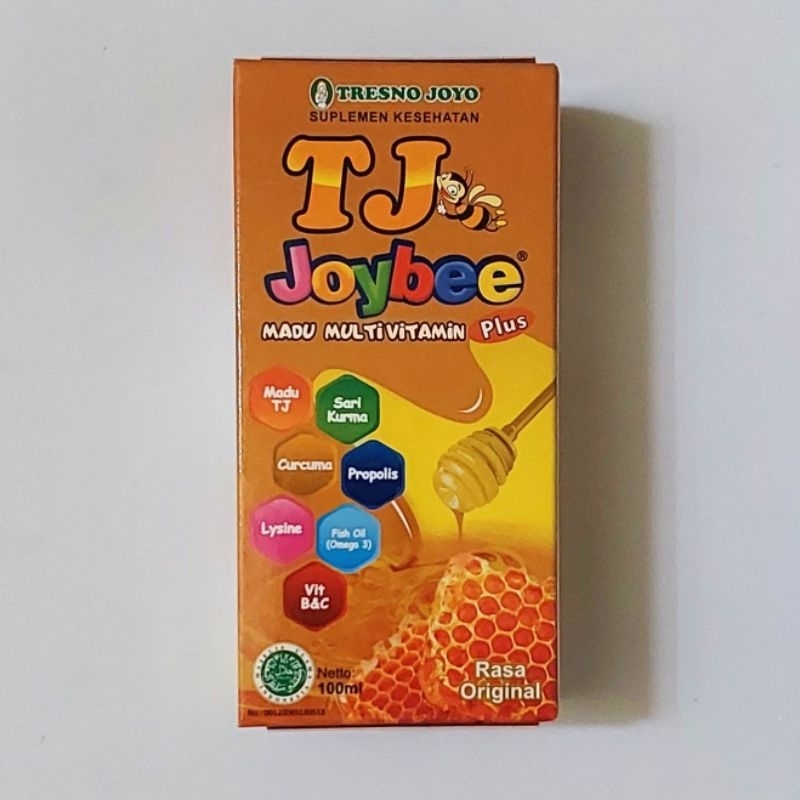 TRESNO JOYO
SUPLEMEN KESEHATAN
TJ
Joybee®
MADU MULTIVITAMIN Plus
Madu
TJ
Sari
Kurma
Curcuma
Propolis
Lysine
Fish Oil
(Omega 3)
Vit
B&C
Netto:
100ml
Rasa
Original